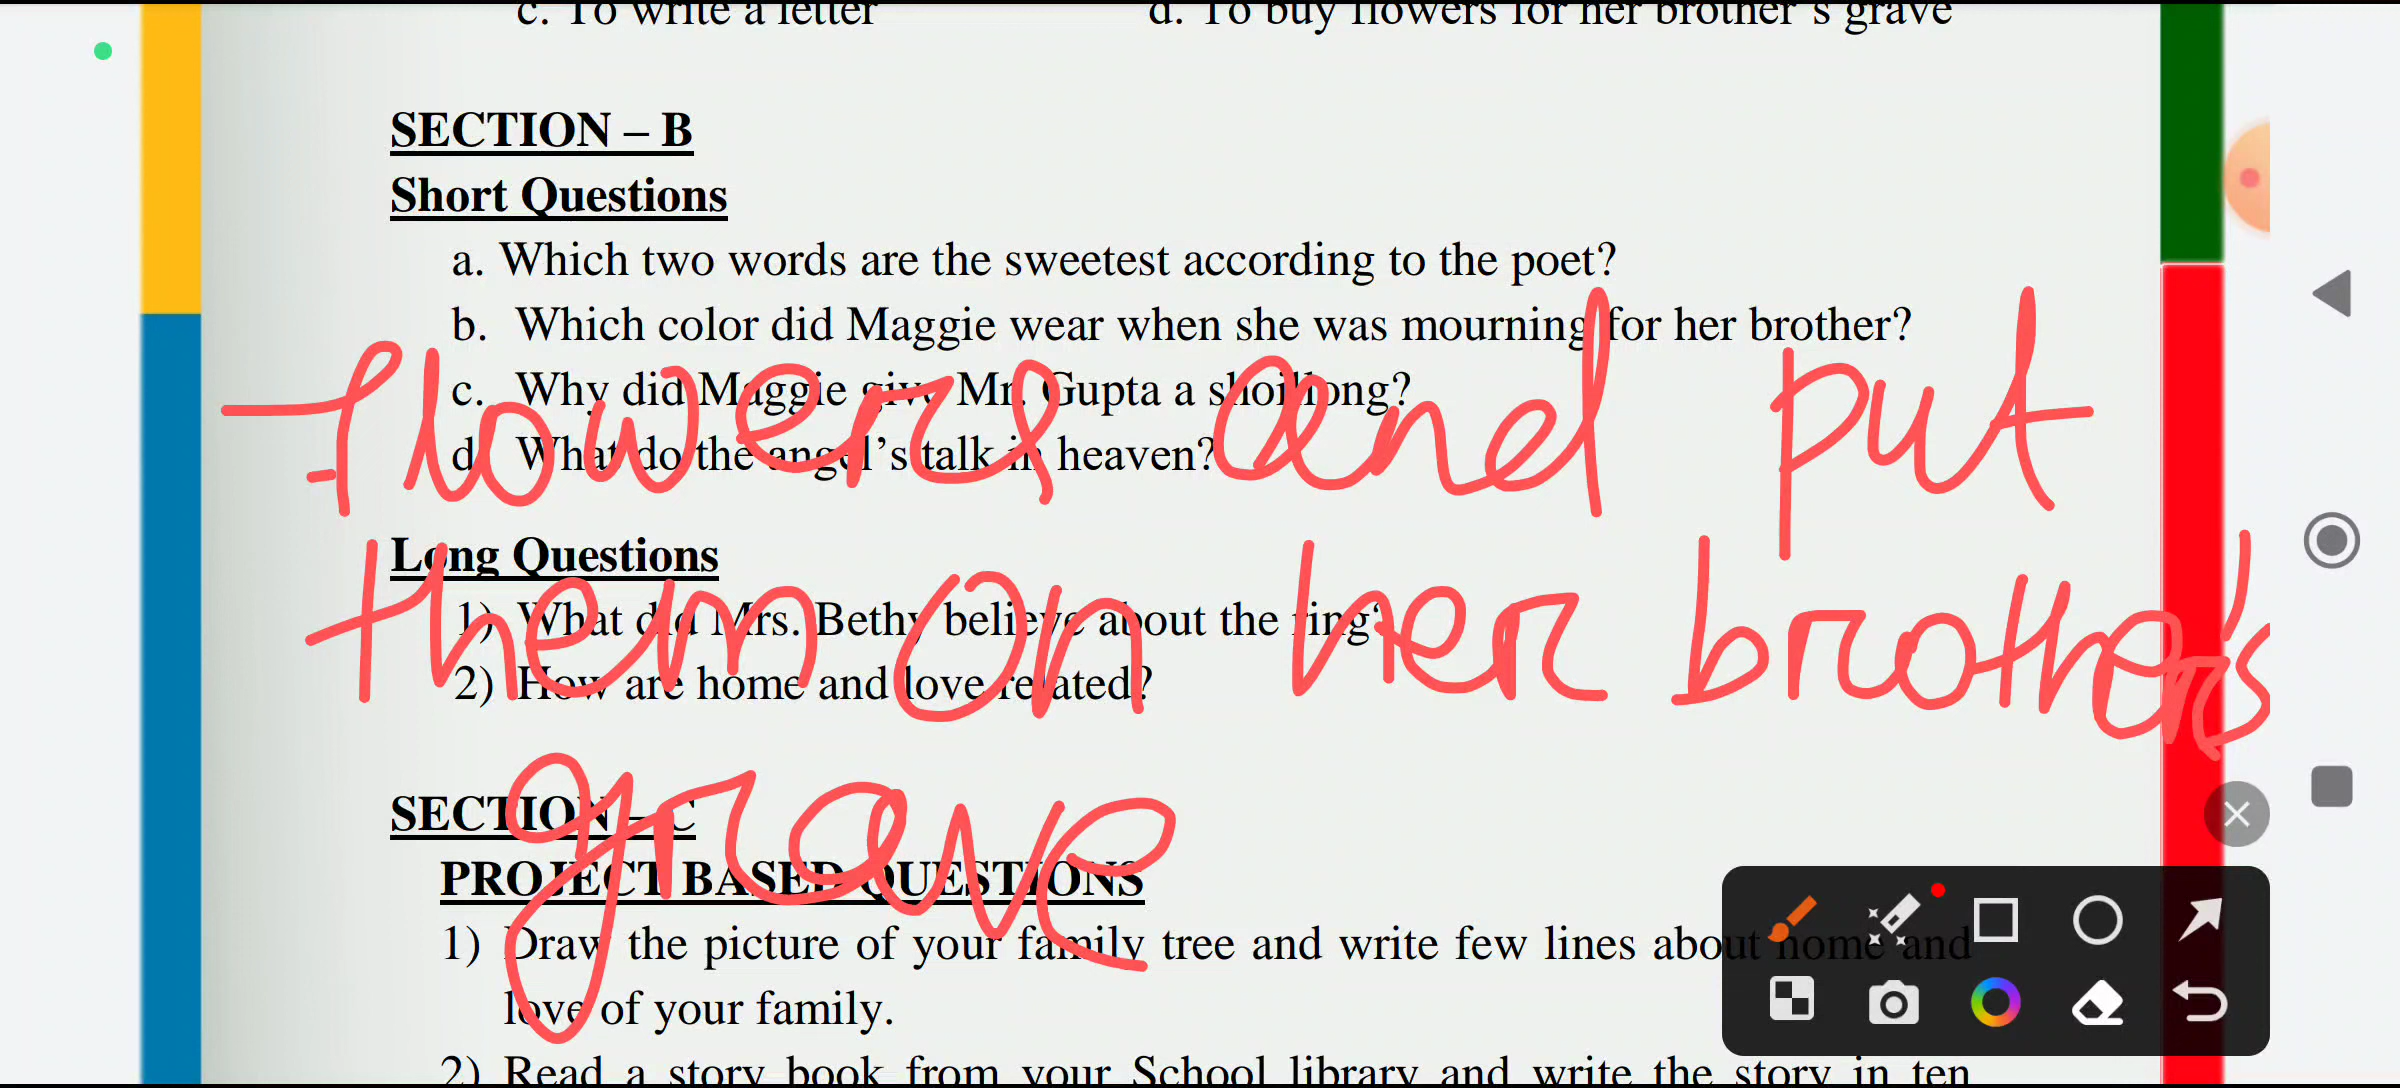 c. To write a letter d. To buy flowers for her brother's grave
SECTION – B
Short Questions
a. Which two words are the sweetest according to the poet?
b. Which color did Maggie wear when she was mourning for her brother?
c. Why did Maggie give Mr. Gupta a shoillong?
d. What do the angel's talk in heaven?
flowers and put
Long Questions
them on her brother's
1) What did Mrs. Bethy believe about the ring?
2) How are home and love related?
grave
SECTION – C
PROJECT BASED QUESTIONS
1) Draw the picture of your family tree and write few lines about home and
love of your family.
2) Read a story book from your School library and write the story in ten